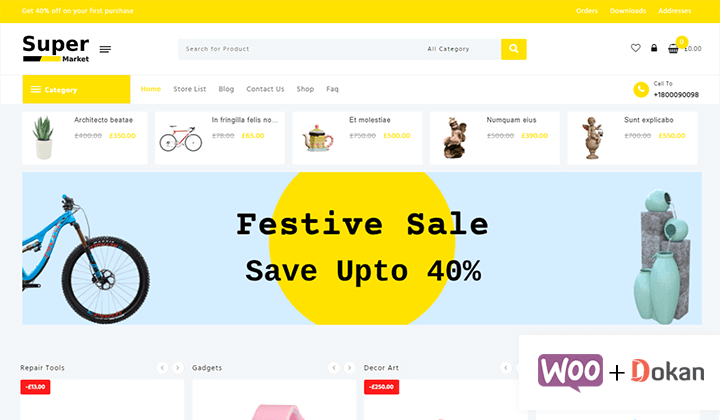 Get 40% off on your first purchase
Orders Downloads Addresses
Super
Market
Search for Product All Category
0
£0.00
Category
Home Store List Blog Contact Us Shop Faq
Call To
+1800090098
Architecto beatae
£400.00 £350.00
In fringilla felis no...
£78.00 £65.00
Et molestiae
£750.00 £500.00
Numquam eius
£500.00 £390.00
Sunt explicabo
£700.00 £550.00
Festive Sale
Save Upto 40%
Repair Tools
Gadgets
Decor Art
-£13.00
-£250.00
WOO + Dokan